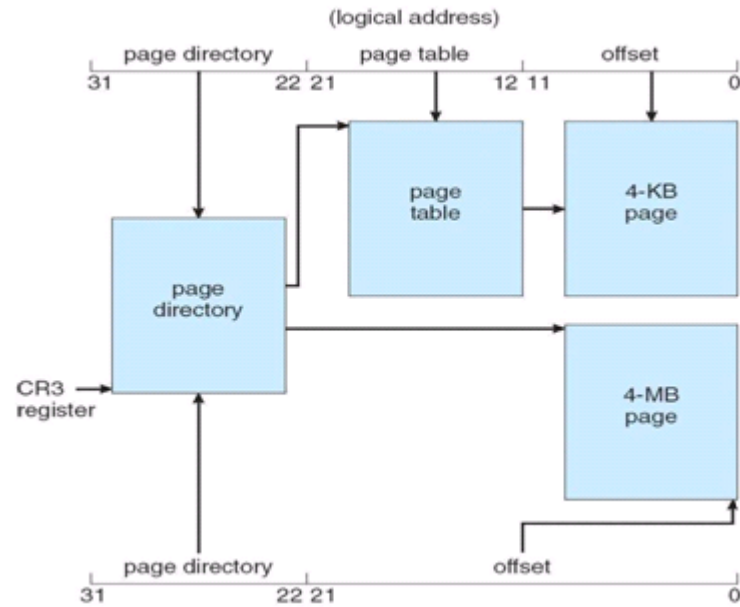 (logical address)
page directory page table offset
31 22 21 12 11 0
page
table
4-KB
page
page
directory
CR3
register
4-MB
page
page directory offset
31 22 21 0